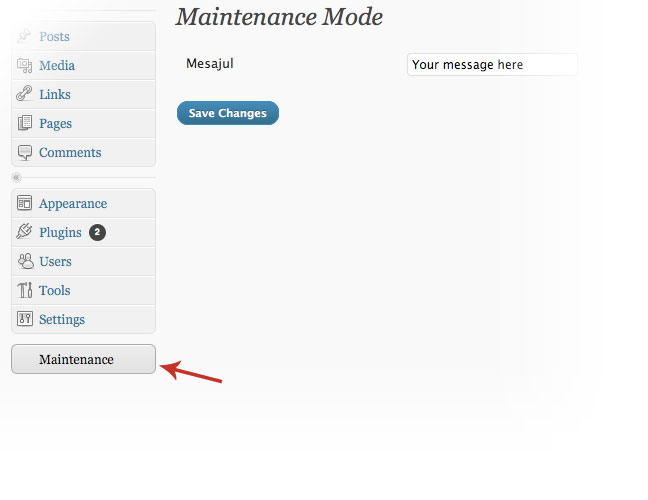 Maintenance Mode
Posts
Media
Links
Pages
Comments
Appearance
Plugins 2
Users
Tools
Settings
Maintenance
Mesajul
Your message here
Save Changes